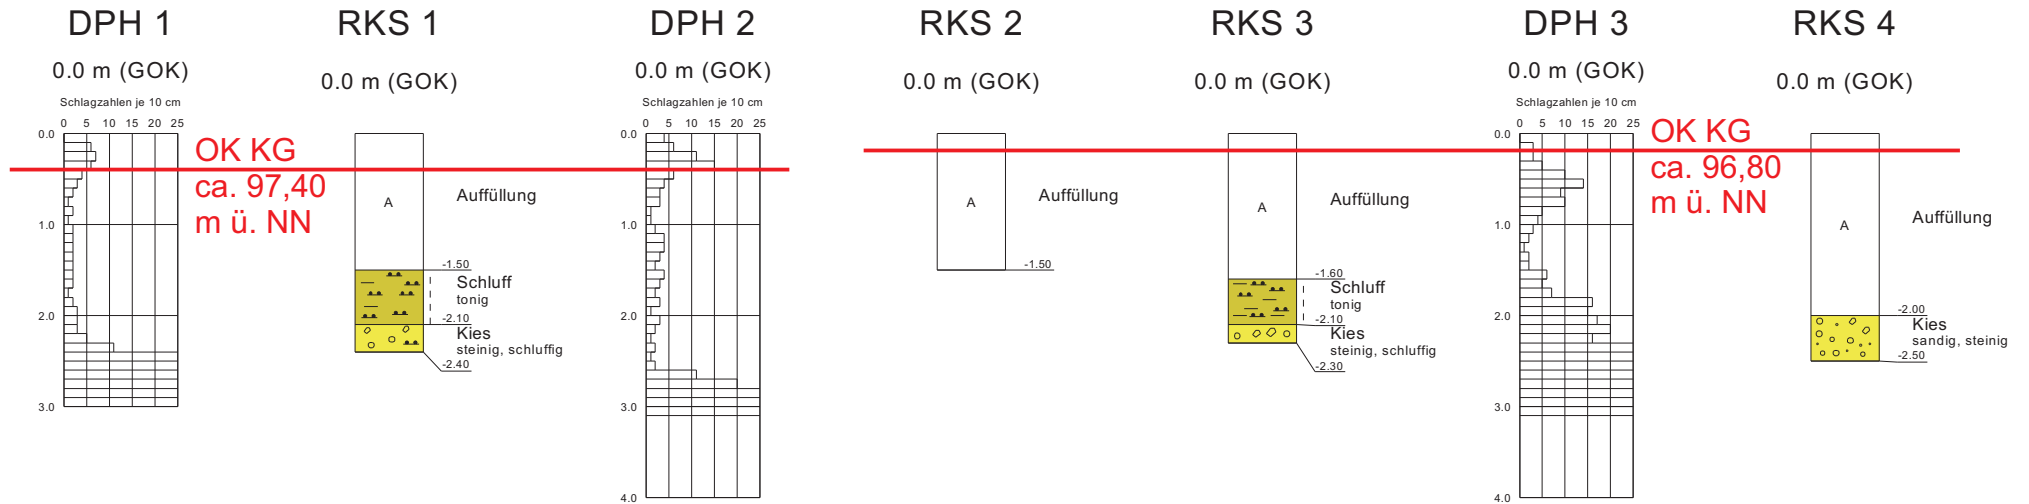 DPH 1
0.0 m (GOK)
Schlagzahlen je 10 cm
0 5 10 15 20 25
0.0
1.0
2.0
3.0
OK KG
ca. 97,40
m ü. NN
RKS 1
0.0 m (GOK)
A
Auffüllung
-1.50
Schluff
tonig
-2.10
Kies
steinig, schluffig
-2.40
DPH 2
0.0 m (GOK)
Schlagzahlen je 10 cm
0 5 10 15 20 25
0.0
1.0
2.0
3.0
4.0
RKS 2
0.0 m (GOK)
A
Auffüllung
-1.50
RKS 3
0.0 m (GOK)
A
Auffüllung
-1.60
Schluff
tonig
-2.10
Kies
steinig, schluffig
-2.30
DPH 3
0.0 m (GOK)
Schlagzahlen je 10 cm
0 5 10 15 20 25
0.0
1.0
2.0
3.0
4.0
OK KG
ca. 96,80
m ü. NN
RKS 4
0.0 m (GOK)
A
Auffüllung
-2.00
Kies
sandig, steinig
-2.50